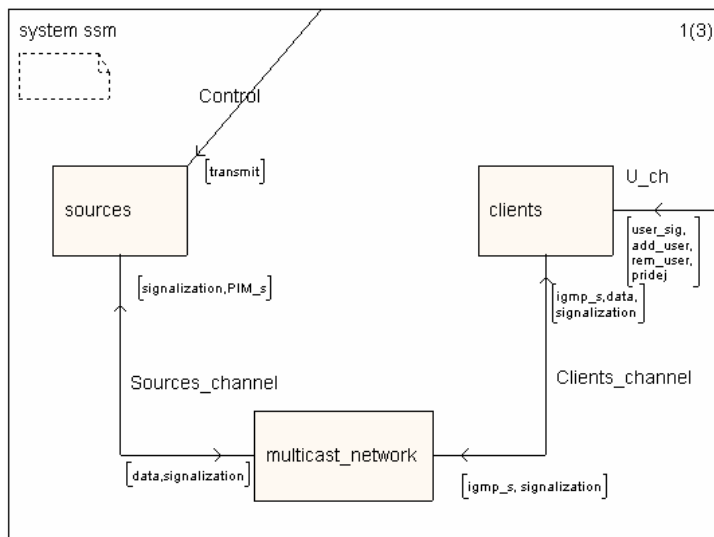 system ssm
1(3)
Control
[transmit]
sources
U_ch
clients
[user_sig,
add_user,
rem_user,
pridej]
[signalization,PIM_s]
[igmp_s,data,
signalization]
Sources_channel
Clients_channel
multicast_network
[data,signalization]
[igmp_s, signalization]